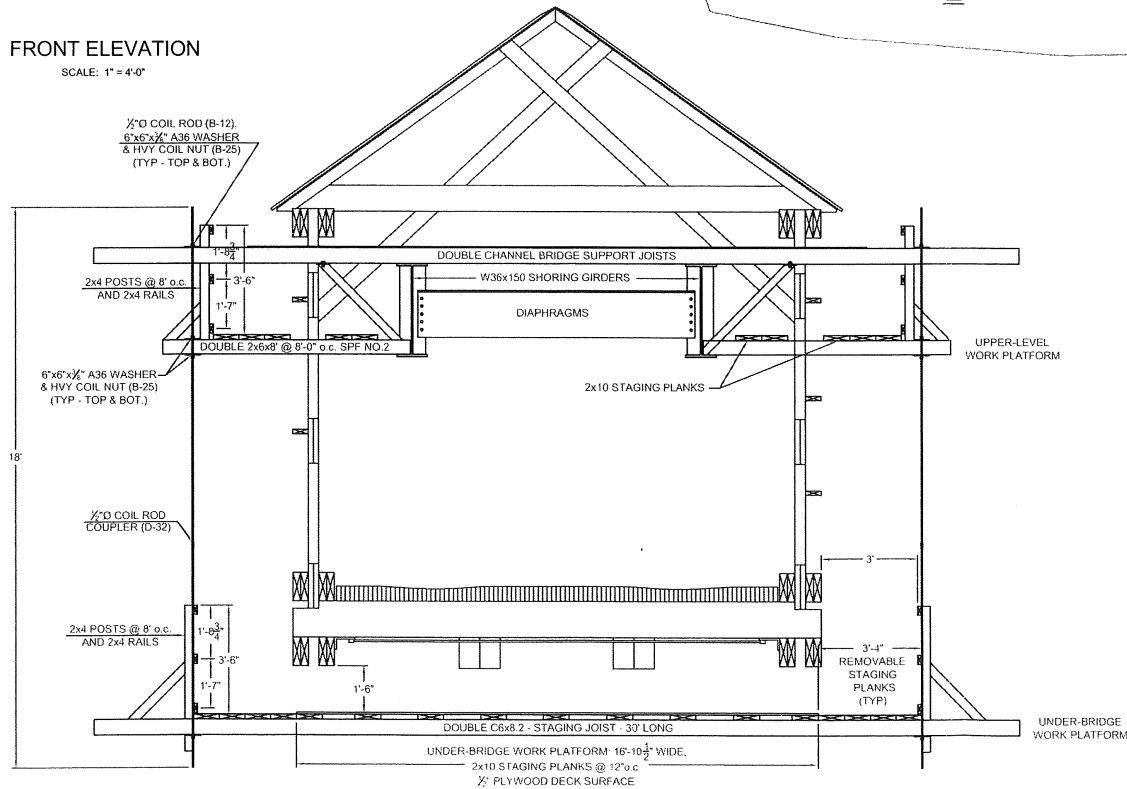 FRONT ELEVATION
SCALE: 1" = 4'-0"
½"Ø COIL ROD (B-12).
6"x6"x⅜" A36 WASHER
& HVY COIL NUT (B-25)
(TYP - TOP & BOT.)
DOUBLE CHANNEL BRIDGE SUPPORT JOISTS
1'-8¾"
3'-6"
1'-7"
2x4 POSTS @ 8' o.c.
AND 2x4 RAILS
W36x150 SHORING GIRDERS
DIAPHRAGMS
DOUBLE 2x6x8' @ 8'-0" o.c. SPF NO.2
UPPER-LEVEL
WORK PLATFORM
6"x6"x⅜" A36 WASHER
& HVY COIL NUT (B-25)
(TYP - TOP & BOT.)
2x10 STAGING PLANKS
18'
½"Ø COIL ROD
COUPLER (D-32)
3'
2x4 POSTS @ 8' o.c.
AND 2x4 RAILS
1'-8¾"
3'-6"
1'-7"
1'-6"
3'-4"
REMOVABLE
STAGING
PLANKS
(TYP)
DOUBLE C6x8.2 - STAGING JOIST - 30' LONG
UNDER-BRIDGE
WORK PLATFORM
UNDER-BRIDGE WORK PLATFORM: 16'-10½" WIDE,
2x10 STAGING PLANKS @ 12"o.c
½" PLYWOOD DECK SURFACE